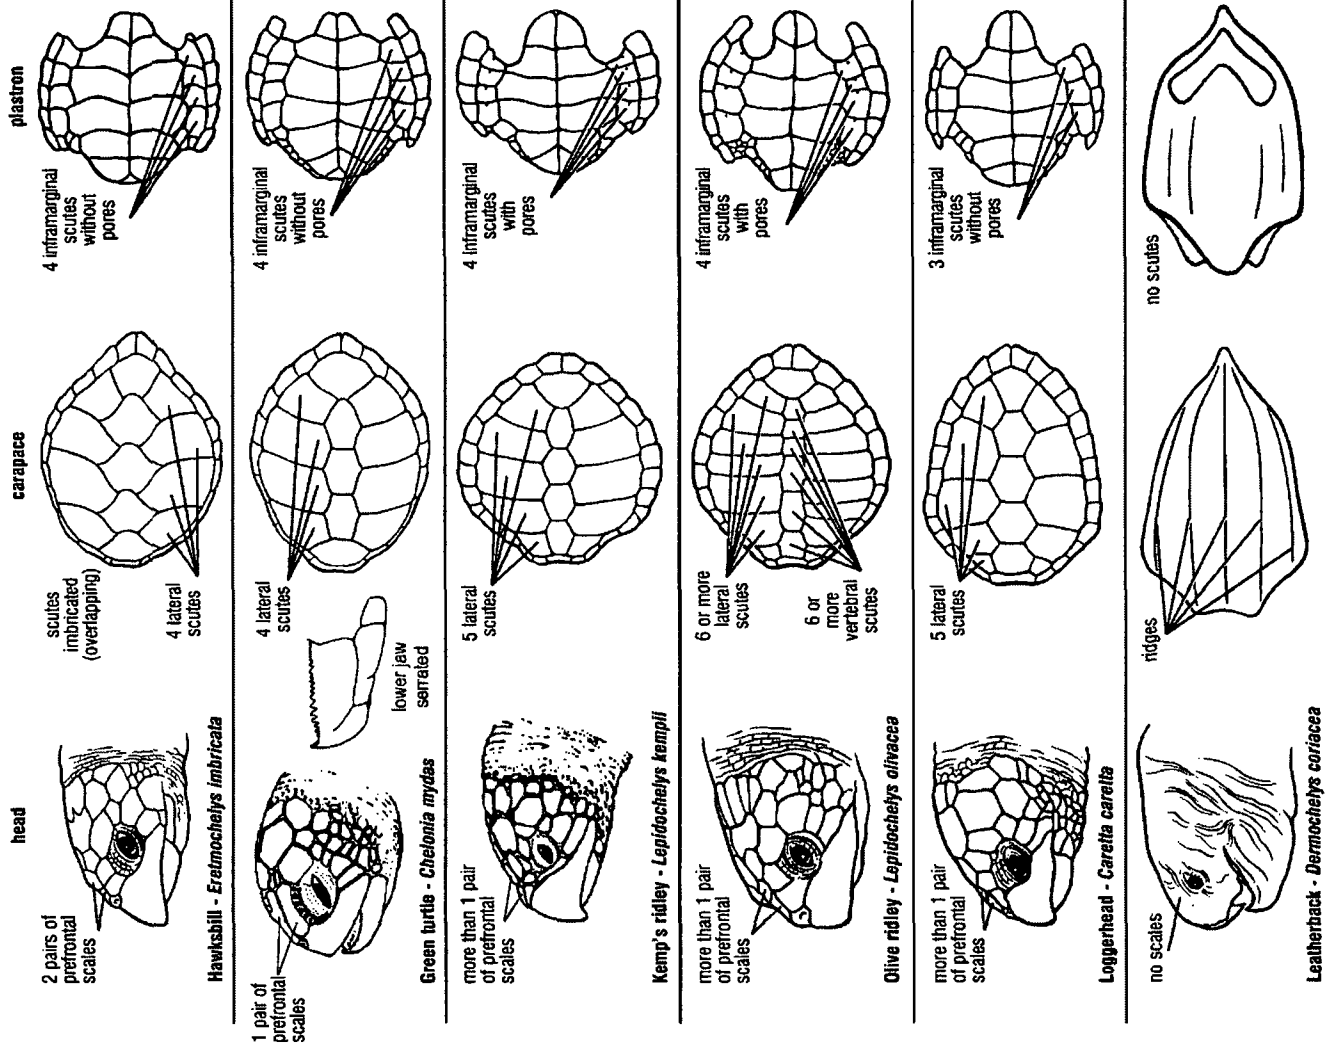 head
carapace
plastron
2 pairs of
prefrontal
scales
scutes
imbricated
(overlapping)
4 lateral
scutes
4 inframarginal
scutes
without
pores
Hawksbill - Eretmochelys imbricata
1 pair of
prefrontal
scales
lower jaw
serrated
4 lateral
scutes
4 inframarginal
scutes
without
pores
Green turtle - Chelonia mydas
more than 1 pair
of prefrontal
scales
5 lateral
scutes
4 inframarginal
scutes
with
pores
Kemp's ridley - Lepidochelys kempii
more than 1 pair
of prefrontal
scales
6 or more
lateral
scutes
6 or
more
vertebral
scutes
4 inframarginal
scutes
with
pores
Olive ridley - Lepidochelys olivacea
more than 1 pair
of prefrontal
scales
5 lateral
scutes
3 inframarginal
scutes
without
pores
Loggerhead - Caretta caretta
no scales
ridges
no scutes
Leatherback - Dermochelys coriacea